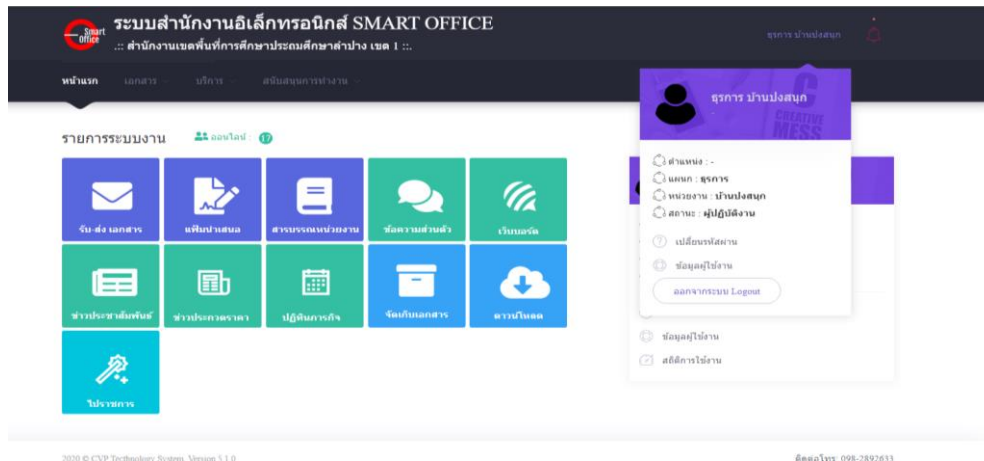 Smart office
ระบบสำนักงานอิเล็กทรอนิกส์ SMART OFFICE
.:: สำนักงานเขตพื้นที่การศึกษาประถมศึกษาลำปาง เขต 1 ::.
ธุรการ บ้านปงสนุก
หน้าแรก เอกสาร บริการ สนับสนุนการทำงาน
ธุรการ บ้านปงสนุก
CREATIVE
MESS
รายการระบบงาน ออนไลน์ : 17
รับ-ส่ง เอกสาร
แฟ้มนำเสนอ
สารบรรณหน่วยงาน
ข้อความส่วนตัว
เว็บบอร์ด
ข่าวประชาสัมพันธ์
ข่าวประกวดราคา
ปฏิทินภารกิจ
จัดเก็บเอกสาร
ดาวน์โหลด
ไปราชการ
ตำแหน่ง : -
แผนก : ธุรการ
หน่วยงาน : บ้านปงสนุก
สถานะ : ผู้ปฏิบัติงาน
เปลี่ยนรหัสผ่าน
ข้อมูลผู้ใช้งาน
ออกจากระบบ Logout
ข้อมูลผู้ใช้งาน
สถิติการใช้งาน
2020 © CVP Tecthnology System. Version 5.1.0
ติดต่อโทร: 098-2892633